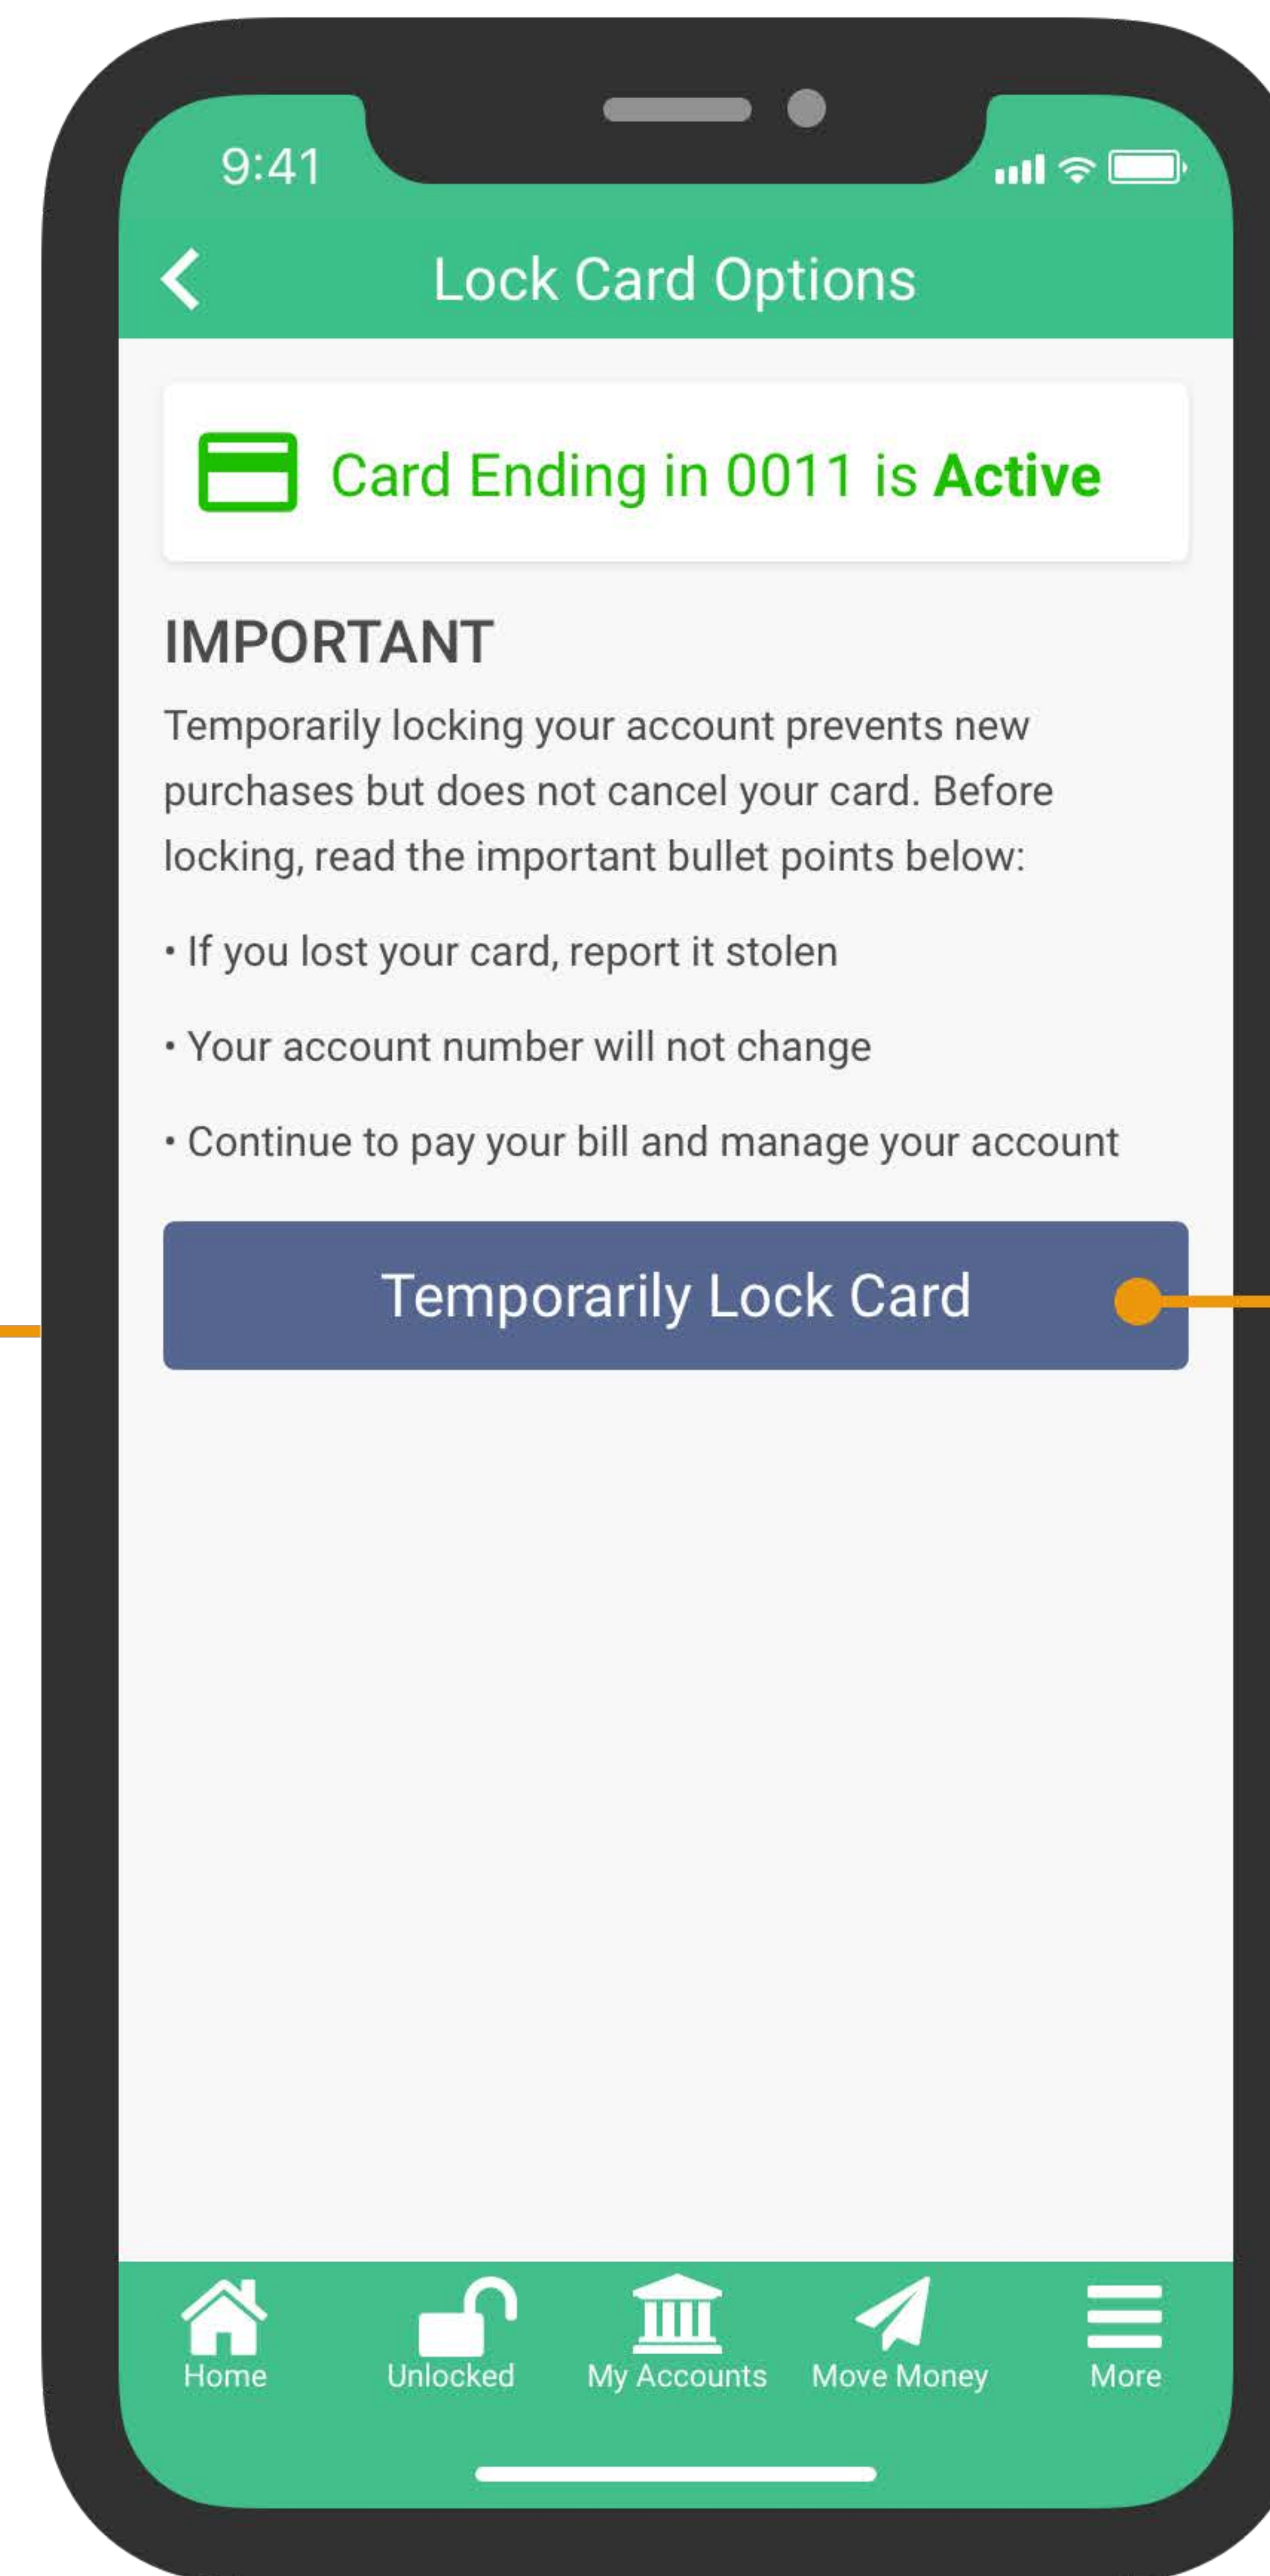 9:41
Lock Card Options
Card Ending in 0011 is Active
IMPORTANT
Temporarily locking your account prevents new
purchases but does not cancel your card. Before
locking, read the important bullet points below:
• If you lost your card, report it stolen
• Your account number will not change
• Continue to pay your bill and manage your account
Temporarily Lock Card
Home Unlocked My Accounts Move Money More